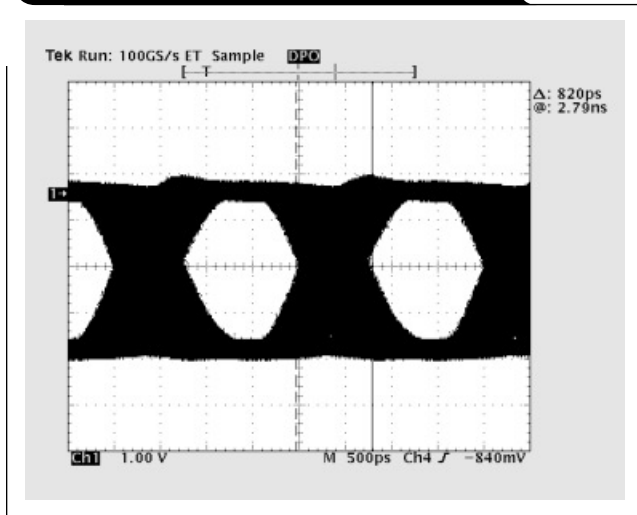 Tek Run: 100GS/s ET Sample DPO
[ T ]
Δ: 820ps
@: 2.79ns
1→
Ch1 1.00 V M 500ps Ch4 ƒ -840mV